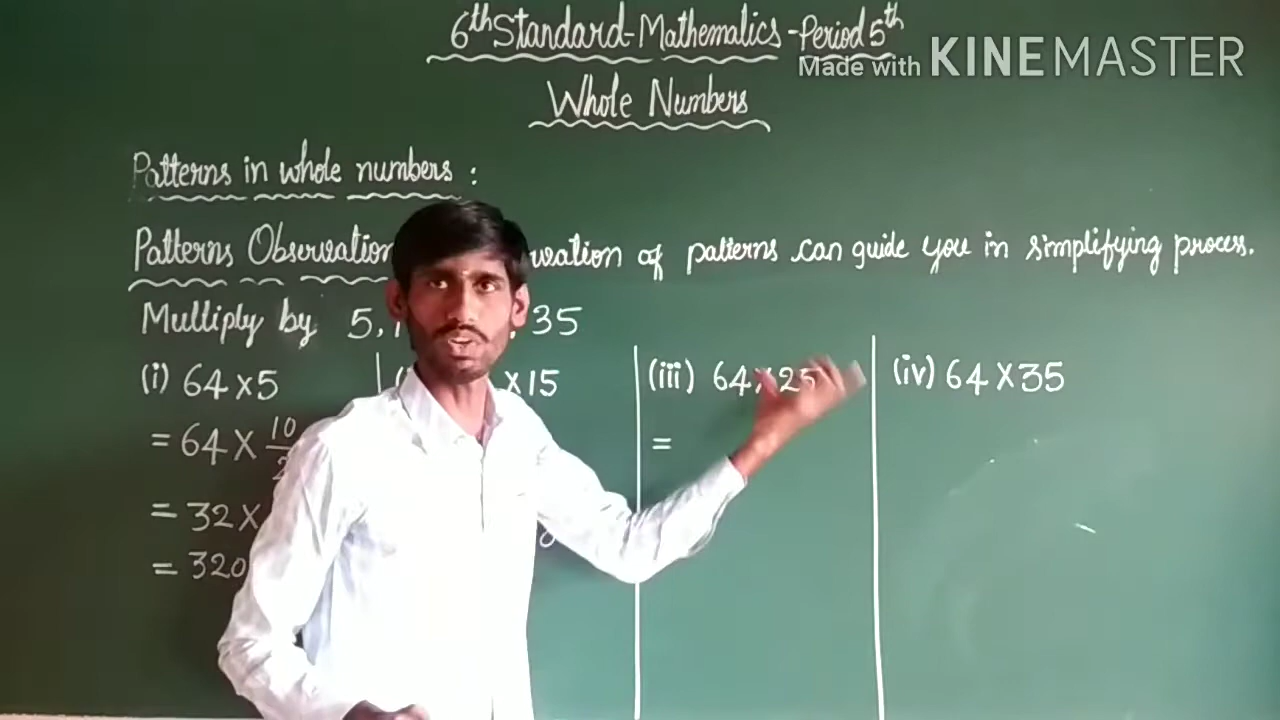 6th Standard-Mathematics-Period 5th
Made with KINEMASTER
Whole Numbers
Patterns in whole numbers :
Patterns Observation of patterns can guide you in simplifying process.
Multiply by 5, 35
(i) 64 x 5
x 15
(iii) 64 x 25
(iv) 64 X 35
= 64 X 10
=
= 32 X
= 320